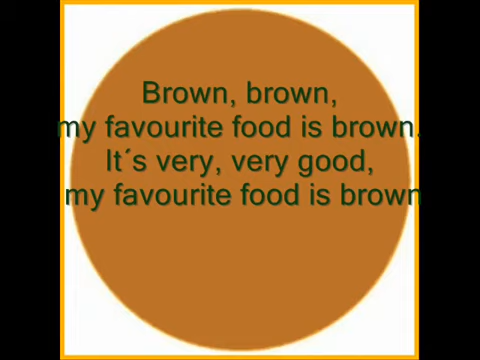 Brown, brown,
my favourite food is brown.
It´s very, very good,
my favourite food is brown